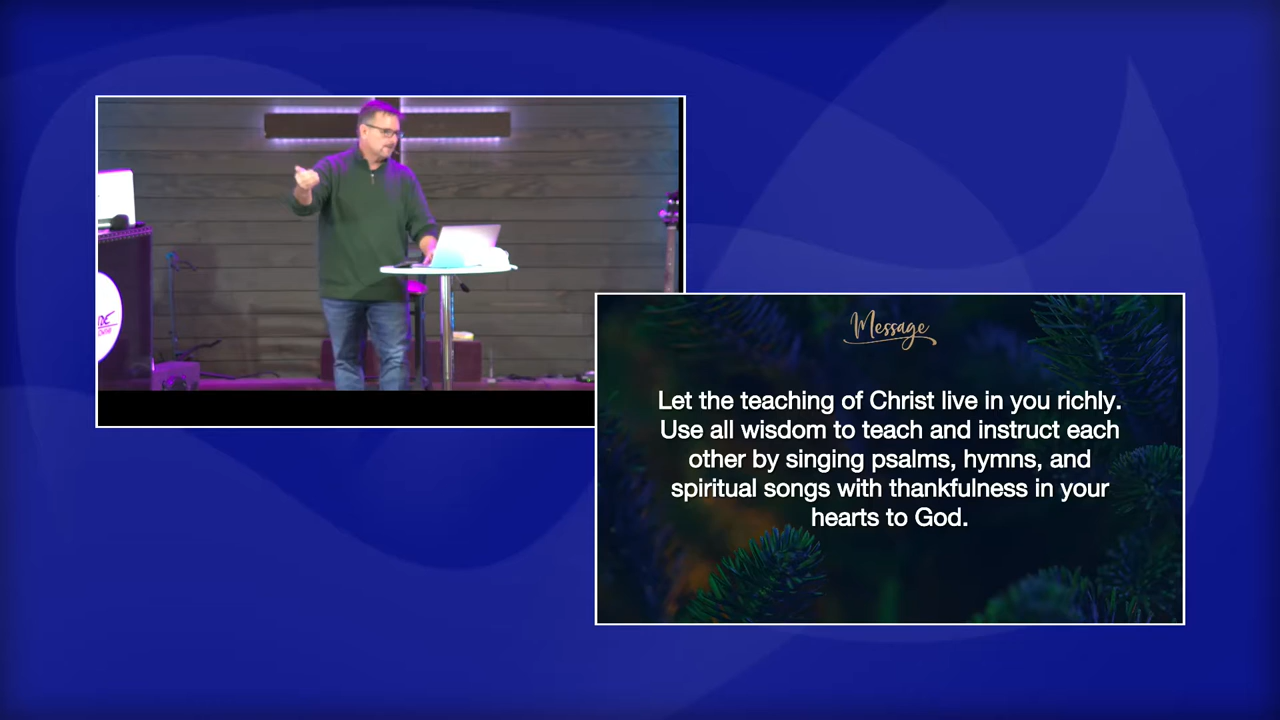 Message
Let the teaching of Christ live in you richly.
Use all wisdom to teach and instruct each
other by singing psalms, hymns, and
spiritual songs with thankfulness in your
hearts to God.